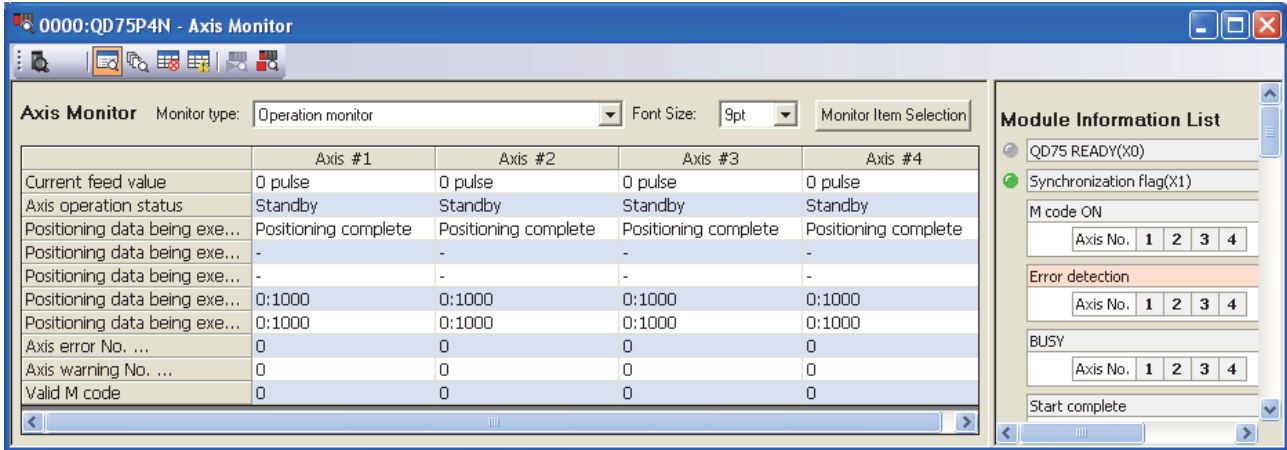 0000:QD75P4N - Axis Monitor
Axis Monitor Monitor type: Operation monitor Font Size: 9pt Monitor Item Selection
Axis #1 Axis #2 Axis #3 Axis #4
Current feed value 0 pulse 0 pulse 0 pulse 0 pulse
Axis operation status Standby Standby Standby Standby
Positioning data being exe... Positioning complete Positioning complete Positioning complete Positioning complete
Positioning data being exe... - - - -
Positioning data being exe... - - - -
Positioning data being exe... 0:1000 0:1000 0:1000 0:1000
Positioning data being exe... 0:1000 0:1000 0:1000 0:1000
Axis error No. ... 0 0 0 0
Axis warning No. ... 0 0 0 0
Valid M code 0 0 0 0
Module Information List
QD75 READY(X0)
Synchronization flag(X1)
M code ON
Axis No. 1 2 3 4
Error detection
Axis No. 1 2 3 4
BUSY
Axis No. 1 2 3 4
Start complete